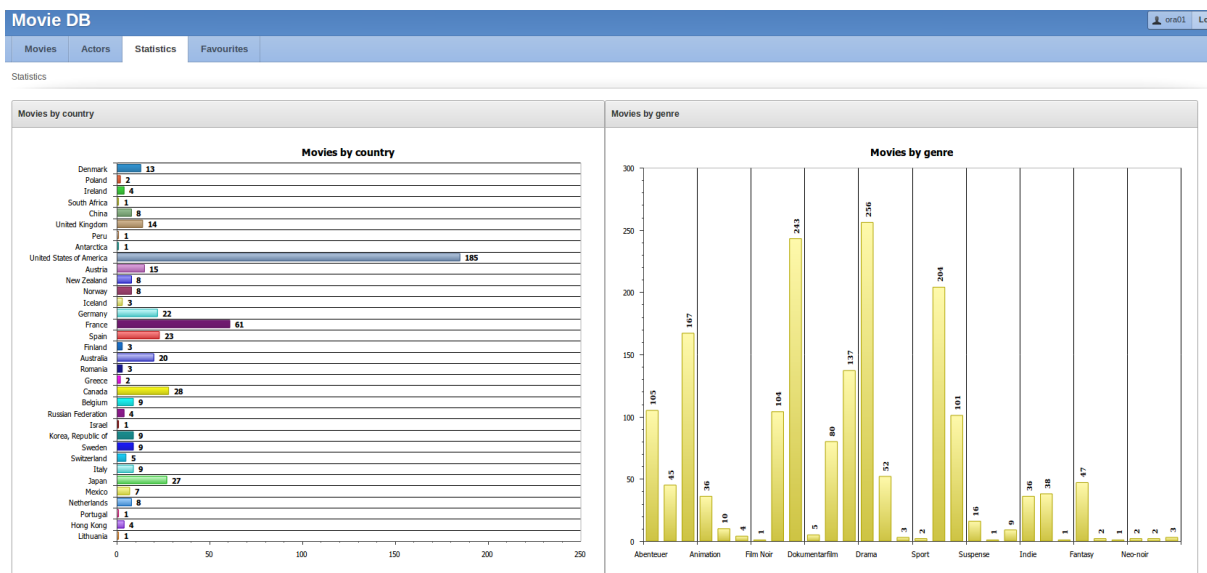 Movie DB
ora01 Lo
Movies Actors Statistics Favourites
Statistics
Movies by country
Movies by country
Denmark 13
Poland 2
Ireland 4
South Africa 1
China 8
United Kingdom 14
Peru 1
Antarctica 1
United States of America 185
Austria 15
New Zealand 8
Norway 8
Iceland 3
Germany 22
France 61
Spain 23
Finland 3
Australia 20
Romania 3
Greece 2
Canada 28
Belgium 9
Russian Federation 4
Israel 1
Korea, Republic of 9
Sweden 9
Switzerland 5
Italy 9
Japan 27
Mexico 7
Netherlands 8
Portugal 1
Hong Kong 4
Lithuania 1
0 50 100 150 200 250
Movies by genre
Movies by genre
300
250
200
150
100
50
0
105 45 167 36 10 4 1 104 243 5 80 137 256 52 3 2 204 101 16 1 9 36 38 1 47 2 1 2 2 3
Abenteuer Animation Film Noir Dokumentarfilm Drama Sport Suspense Indie Fantasy Neo-noir